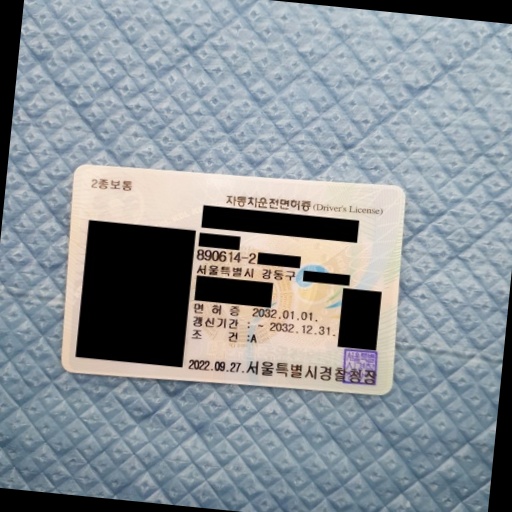 2종보통
자동차운전면허증 (Driver's License)
890614-2
서울특별시 강동구
면 허 증 2032.01.01.
갱신기간 : ~ 2032.12.31.
조 건 :A
2022.09.27. 서울특별시경찰청장